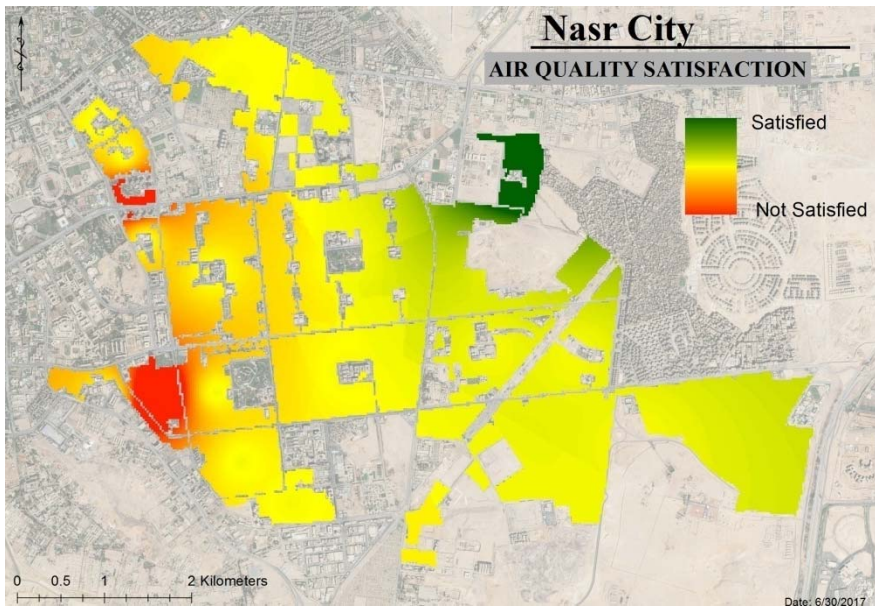 Nasr City
AIR QUALITY SATISFACTION
Satisfied
Not Satisfied
0 0.5 1 2 Kilometers
Date: 6/30/2017